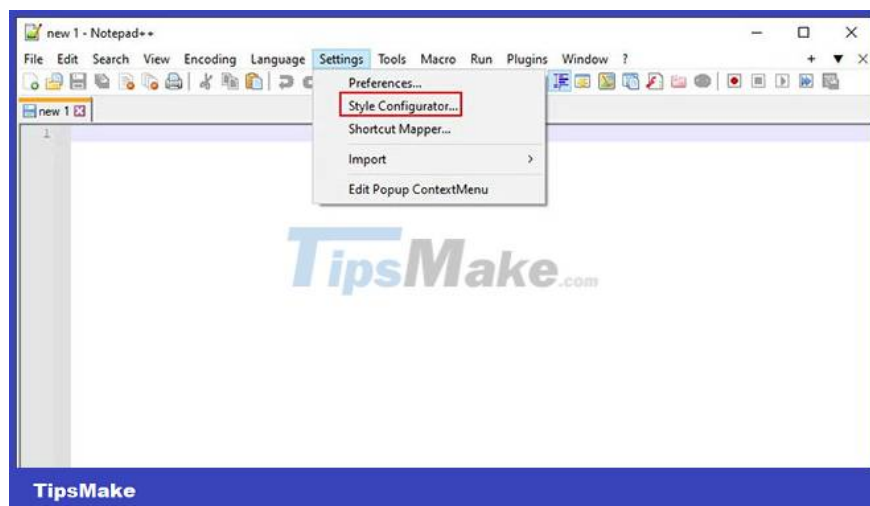 new 1 - Notepad++
File Edit Search View Encoding Language Settings Tools Macro Run Plugins Window ?
Preferences...
new 1
Style Configurator...
1
Shortcut Mapper...
Import
Edit Popup ContextMenu
TipsMake.com
TipsMake